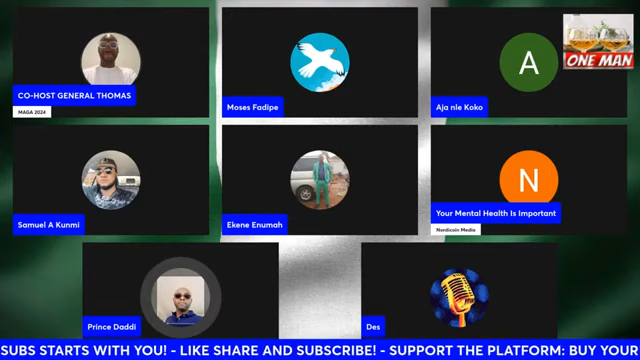 ONE MAN
CO-HOST GENERAL THOMAS
MAGA 2024
Moses Fadipe
A
Aja nie Koko
Samuel A Kunmi
Ekene Enumah
N
Your Mental Health Is Important
Nordicoin Media
Prince Daddi
Des
SUBS STARTS WITH YOU! - LIKE SHARE AND SUBSCRIBE! - SUPPORT THE PLATFORM: BUY YOUR